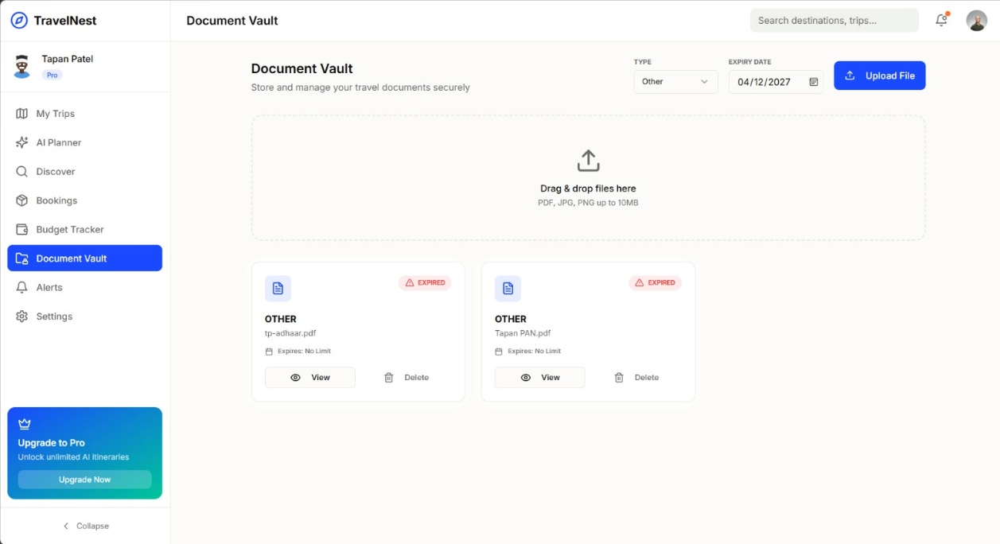 TravelNest
Document Vault
Search destinations, trips...
Tapan Patel
Pro
My Trips
AI Planner
Discover
Bookings
Budget Tracker
Document Vault
Alerts
Settings
Upgrade to Pro
Unlock unlimited AI itineraries
Upgrade Now
Collapse
Document Vault
Store and manage your travel documents securely
TYPE
Other
EXPIRY DATE
04/12/2027
Upload File
Drag & drop files here
PDF, JPG, PNG up to 10MB
EXPIRED
OTHER
tp-adhaar.pdf
Expires: No Limit
View
Delete
EXPIRED
OTHER
Tapan PAN.pdf
Expires: No Limit
View
Delete